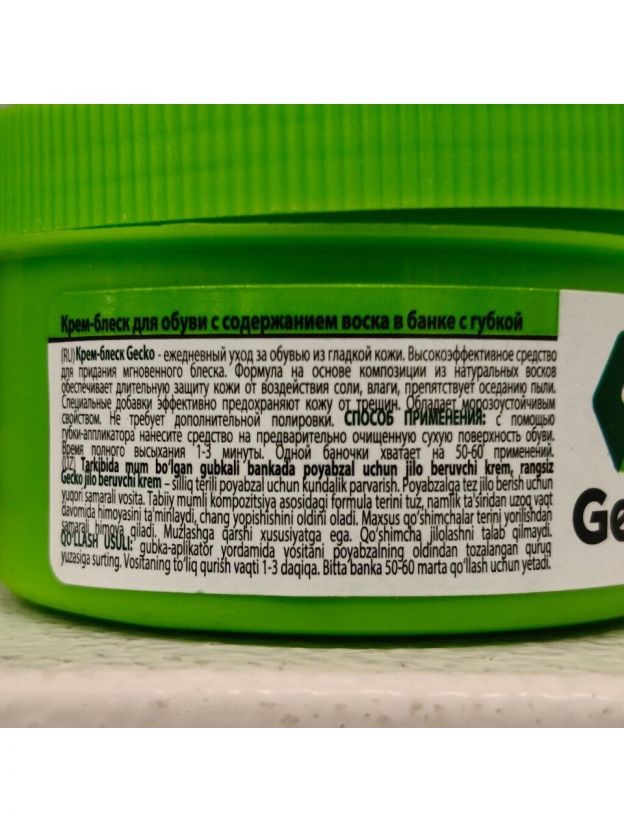 Крем-блеск для обуви с содержанием воска в банке с губкой
(RU)Крем-блеск Gecko - ежедневный уход за обувью из гладкой кожи. Высокоэффективное средство
для придания мгновенного блеска. Формула на основе композиции из натуральных восков
обеспечивает длительную защиту кожи от воздействия соли, влаги, препятствует оседанию пыли.
Специальные добавки эффективно предохраняют кожу от трещин. Обладает морозоустойчивым
свойством. Не требует дополнительной полировки. СПОСОБ ПРИМЕНЕНИЯ: с помощью
губки-аппликатора нанесите средство на предварительно очищенную сухую поверхность обуви.
Время полного высыхания 1-3 минуты. Одной баночки хватает на 50-60 применений.
(UZ) Tarkibida mum bo'lgan gubkali bankada poyabzal uchun jilo beruvchi krem, rangsiz
Gecko jilo beruvchi krem – silliq terili poyabzal uchun kundalik parvarish. Poyabzalga tez jilo berish uchun
yuqori samarali vosita. Tabiiy mumli kompozitsiya asosidagi formula terini tuz, namlik ta'siridan uzoq vaqt
davomida himoyasini ta'minlaydi, chang yopishishini oldini oladi. Maxsus qo'shimchalar terini yorilishdan
samarali himoya qiladi. Muzlashga qarshi xususiyatga ega. Qo'shimcha jilolashni talab qilmaydi.
QO'LLASH USULI: gubka-aplikator yordamida vositani poyabzalning oldindan tozalangan quruq
yuzasiga surting. Vositaning to'liq qurish vaqti 1-3 daqiqa. Bitta banka 50-60 marta qo'llash uchun yetadi.
Ge